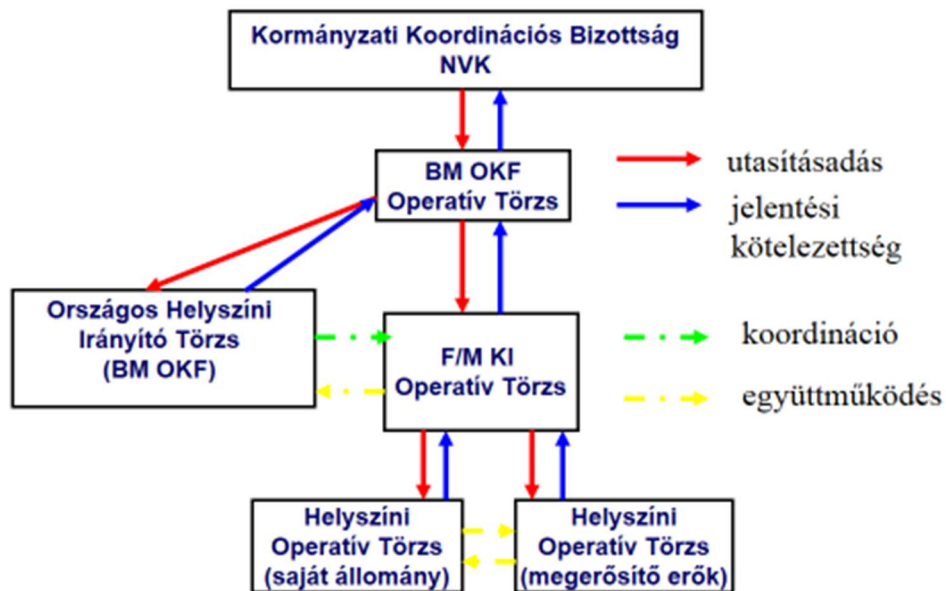 Kormányzati Koordinációs Bizottság
NVK
BM OKF
Operatív Törzs
utasításadás
jelentési
kötelezettség
Országos Helyszíni
Irányító Törzs
(BM OKF)
F/M KI
Operatív Törzs
koordináció
együttműködés
Helyszíni
Operatív Törzs
(saját állomány)
Helyszíni
Operatív Törzs
(megerősítő erők)